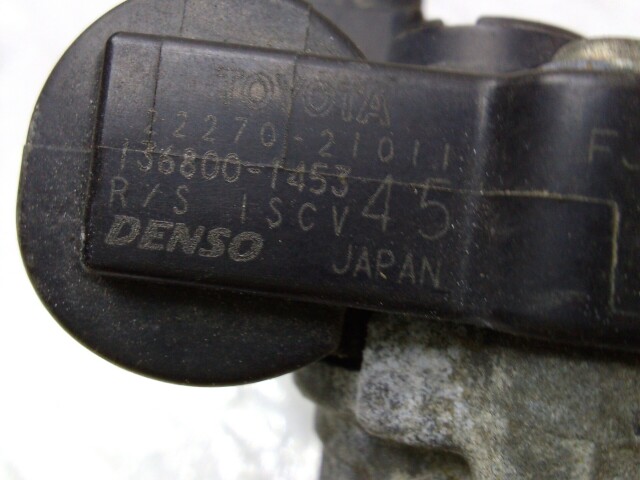 TOYOTA
22270-21011
136800-1453
R/S ISCV 45
DENSO JAPAN